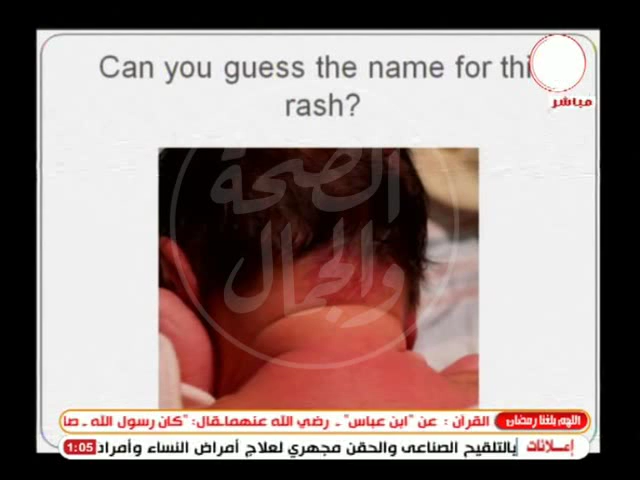 Can you guess the name for thi
rash?
مباشر
الصحة
والجمال
اللهم بلغنا رمضان
القرآن : عن "ابن عباس" ـ رضي الله عنهما ـ قال: "كان رسول الله ـ صا
إعـلانات
بالتلقيح الصناعى والحقن مجهري لعلاج أمراض النساء وأمراض
1:05